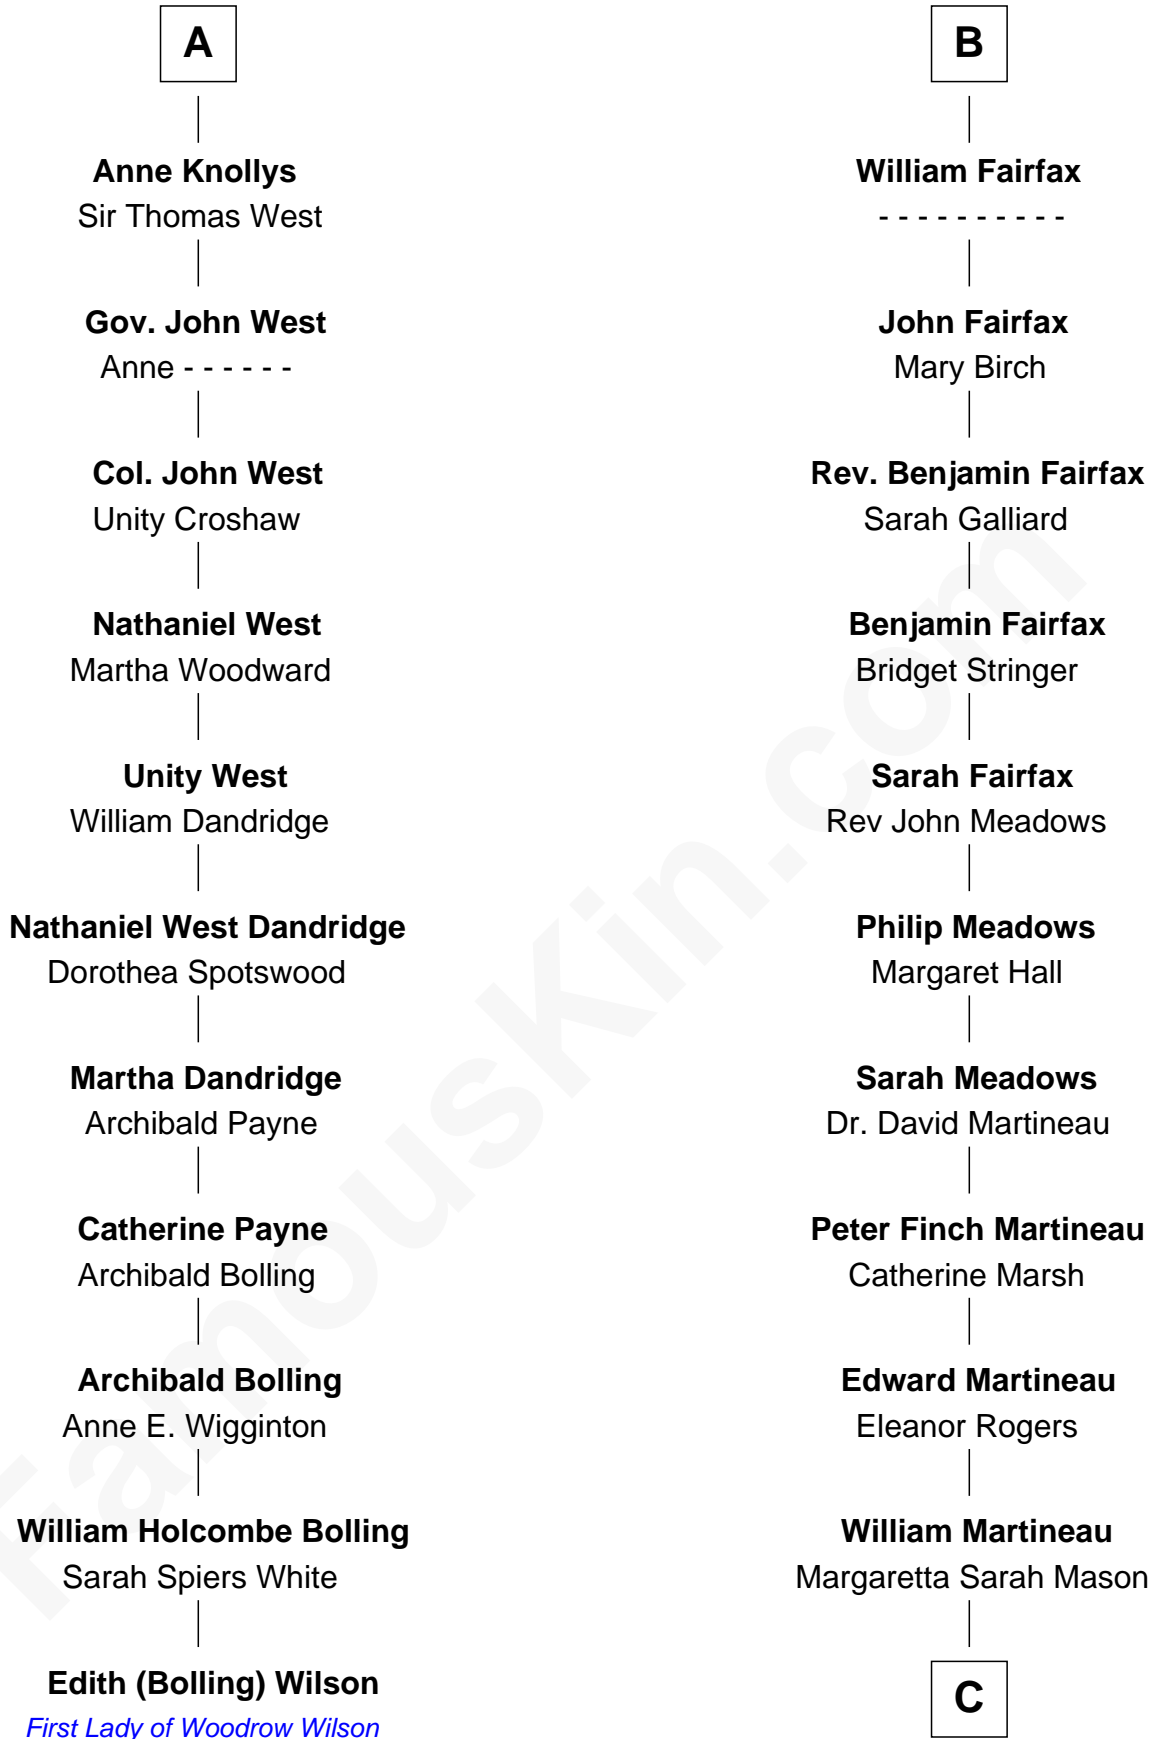 A
Anne Knollys
Sir Thomas West
Gov. John West
Anne - - - - - -
Col. John West
Unity Croshaw
Nathaniel West
Martha Woodward
Unity West
William Dandridge
Nathaniel West Dandridge
Dorothea Spotswood
Martha Dandridge
Archibald Payne
Catherine Payne
Archibald Bolling
Archibald Bolling
Anne E. Wigginton
William Holcombe Bolling
Sarah Spiers White
Edith (Bolling) Wilson
First Lady of Woodrow Wilson
B
William Fairfax
- - - - - - - - - -
John Fairfax
Mary Birch
Rev. Benjamin Fairfax
Sarah Galliard
Benjamin Fairfax
Bridget Stringer
Sarah Fairfax
Rev John Meadows
Philip Meadows
Margaret Hall
Sarah Meadows
Dr. David Martineau
Peter Finch Martineau
Catherine Marsh
Edward Martineau
Eleanor Rogers
William Martineau
Margaretta Sarah Mason
C
FamousKin.com